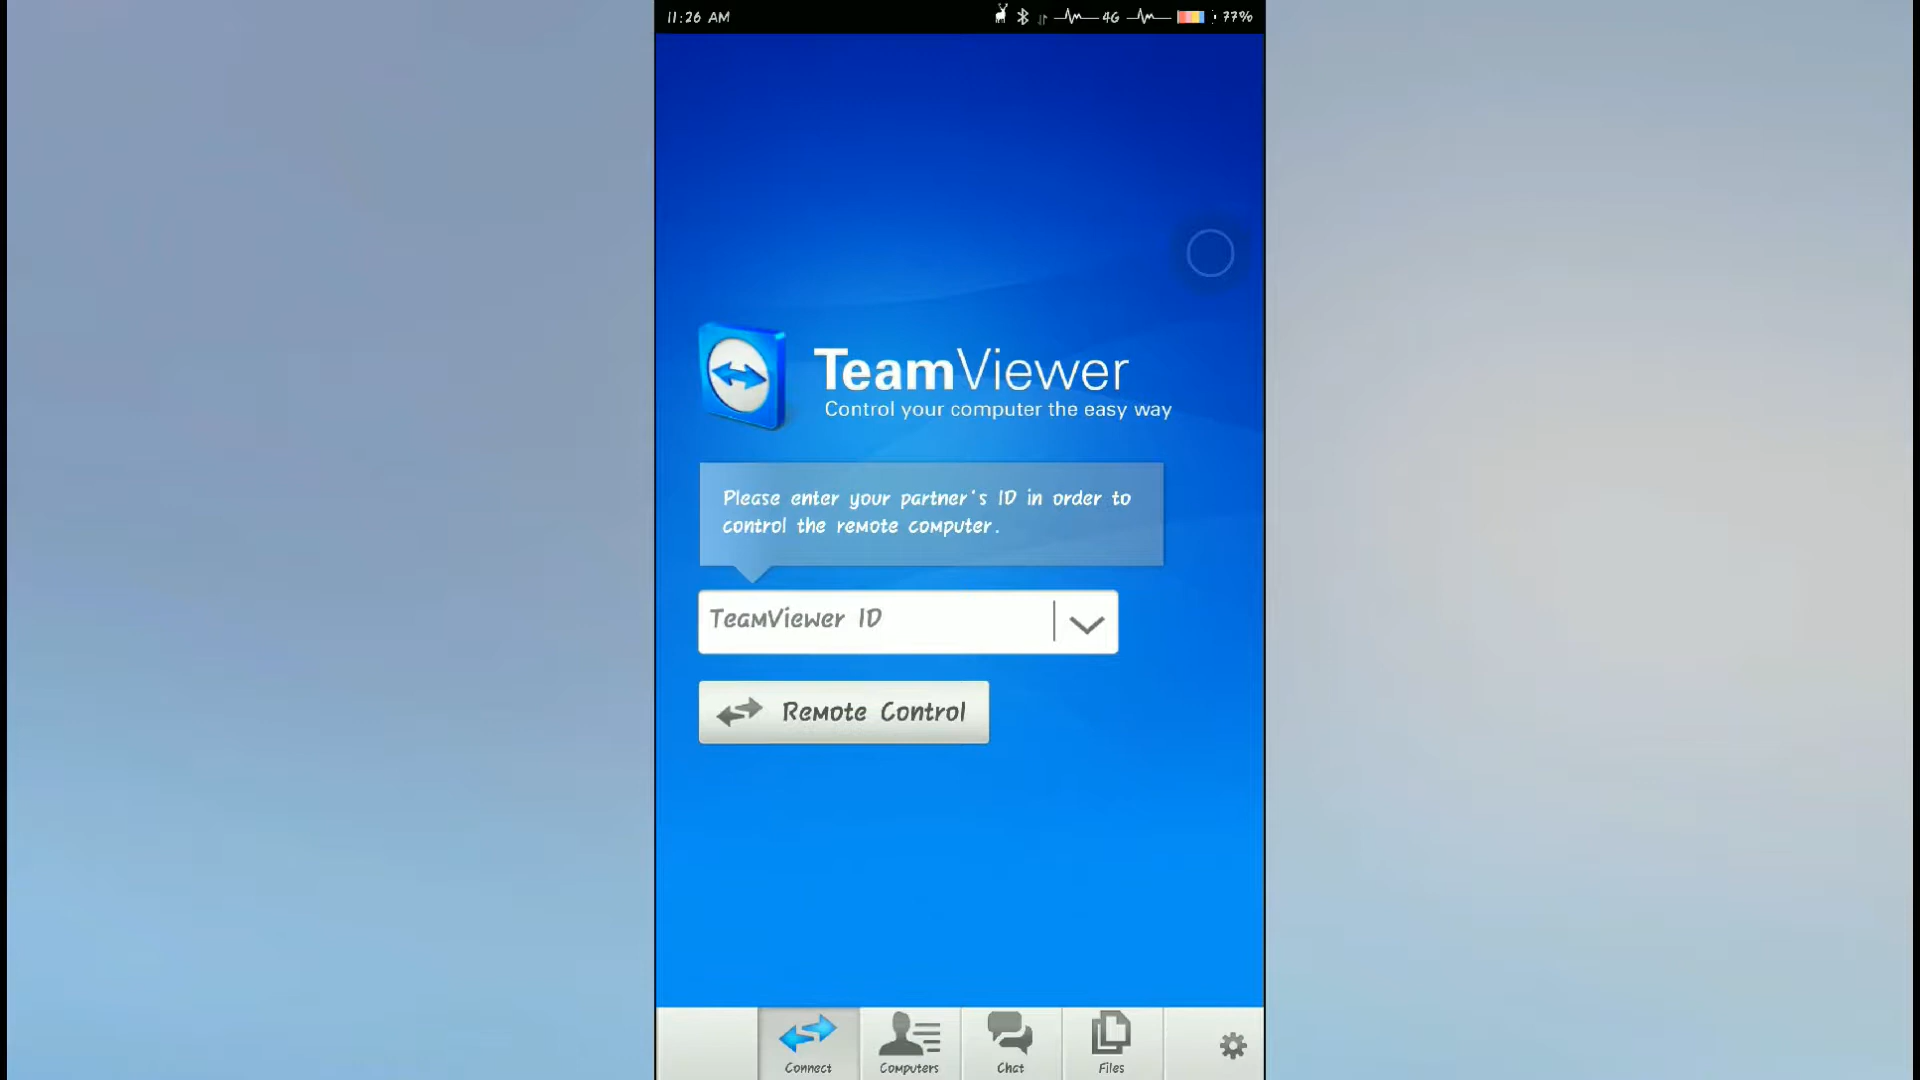 11:26 AM
4G
77%
TeamViewer
Control your computer the easy way
Please enter your partner's ID in order to
control the remote computer.
TeamViewer ID
Remote Control
Connect
Computers
Chat
Files